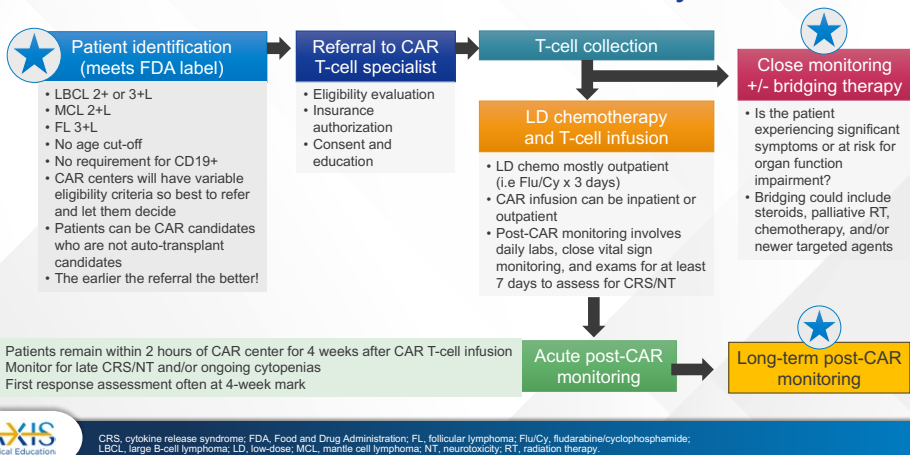 Patient identification
(meets FDA label)
• LBCL 2+ or 3+L
• MCL 2+L
• FL 3+L
• No age cut-off
• No requirement for CD19+
• CAR centers will have variable
eligibility criteria so best to refer
and let them decide
• Patients can be CAR candidates
who are not auto-transplant
candidates
• The earlier the referral the better!
Referral to CAR
T-cell specialist
• Eligibility evaluation
• Insurance
authorization
• Consent and
education
T-cell collection
LD chemotherapy
and T-cell infusion
• LD chemo mostly outpatient
(i.e Flu/Cy x 3 days)
• CAR infusion can be inpatient or
outpatient
• Post-CAR monitoring involves
daily labs, close vital sign
monitoring, and exams for at least
7 days to assess for CRS/NT
Close monitoring
+/- bridging therapy
• Is the patient
experiencing significant
symptoms or at risk for
organ function
impairment?
• Bridging could include
steroids, palliative RT,
chemotherapy, and/or
newer targeted agents
Patients remain within 2 hours of CAR center for 4 weeks after CAR T-cell infusion
Monitor for late CRS/NT and/or ongoing cytopenias
First response assessment often at 4-week mark
Acute post-CAR
monitoring
Long-term post-CAR
monitoring
AXIS
ical Education
CRS, cytokine release syndrome; FDA, Food and Drug Administration; FL, follicular lymphoma; Flu/Cy, fludarabine/cyclophosphamide;
LBCL, large B-cell lymphoma; LD, low-dose; MCL, mantle cell lymphoma; NT, neurotoxicity; RT, radiation therapy.